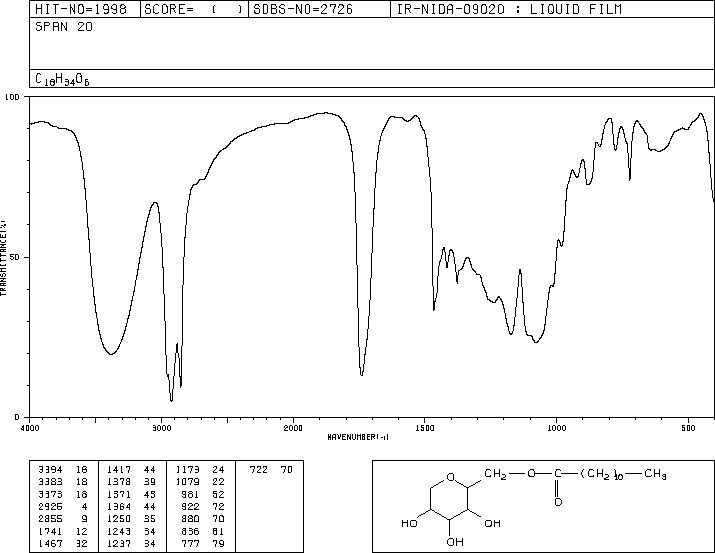 HIT-NO=1998 SCORE= ( ) SDBS-NO=2726 IR-NIDA-09020 : LIQUID FILM
SPAN 20
C18H34O6
100
50
0
TRANSMITTANCE(%)
4000 3000 2000 1500 1000 500
WAVENUMBER(-1)
3394 18 1417 44 1173 24 722 70
3383 18 1378 39 1079 22
3373 18 1371 43 981 52
2925 4 1364 44 922 72
2855 9 1250 35 880 70
1741 12 1243 34 836 81
1467 32 1237 34 777 79
O CH2 O C (CH2)10 CH3
O
HO OH
OH